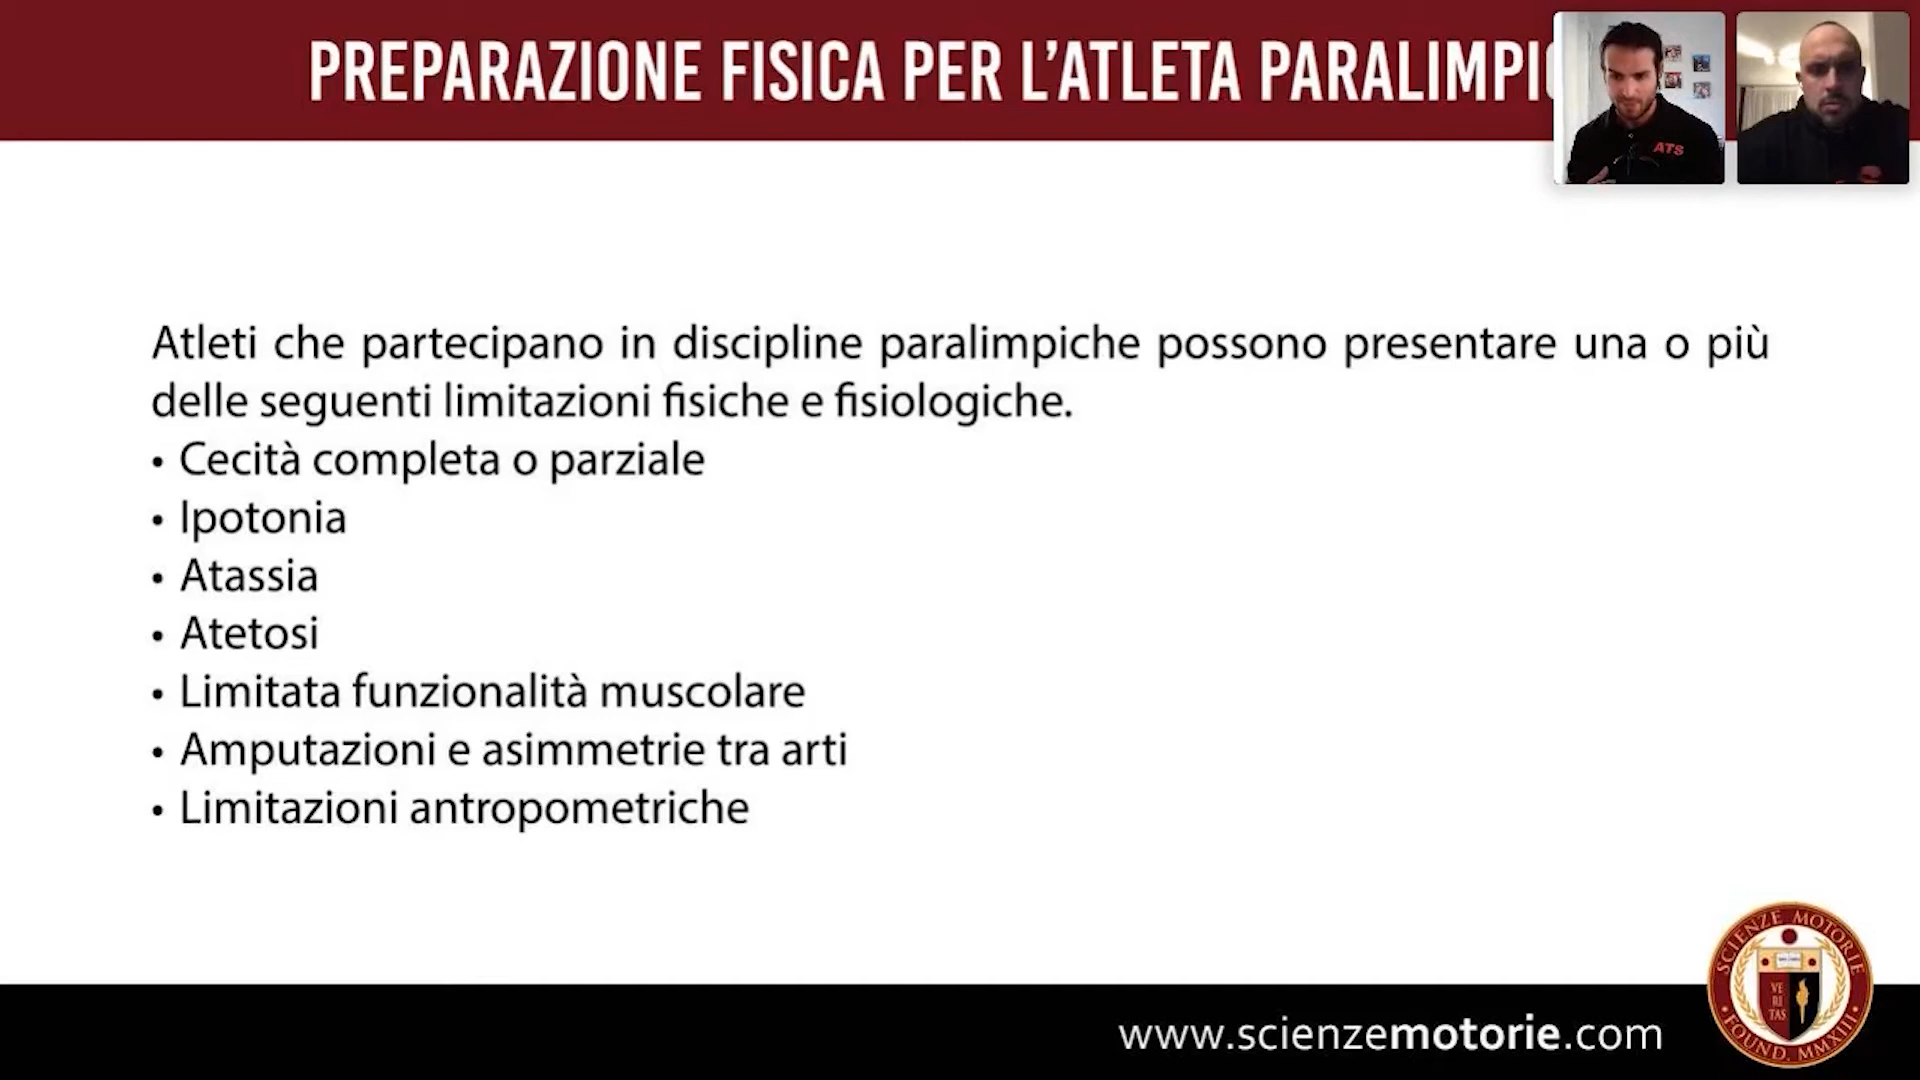 PREPARAZIONE FISICA PER L'ATLETA PARALIMPIC
ATS
Atleti che partecipano in discipline paralimpiche possono presentare una o più
delle seguenti limitazioni fisiche e fisiologiche.
• Cecità completa o parziale
• Ipotonia
• Atassia
• Atetosi
• Limitata funzionalità muscolare
• Amputazioni e asimmetrie tra arti
• Limitazioni antropometriche
SCIENZE MOTORIE
VE
RI
TAS
FOUND. MMXIII
www.scienzemotorie.com